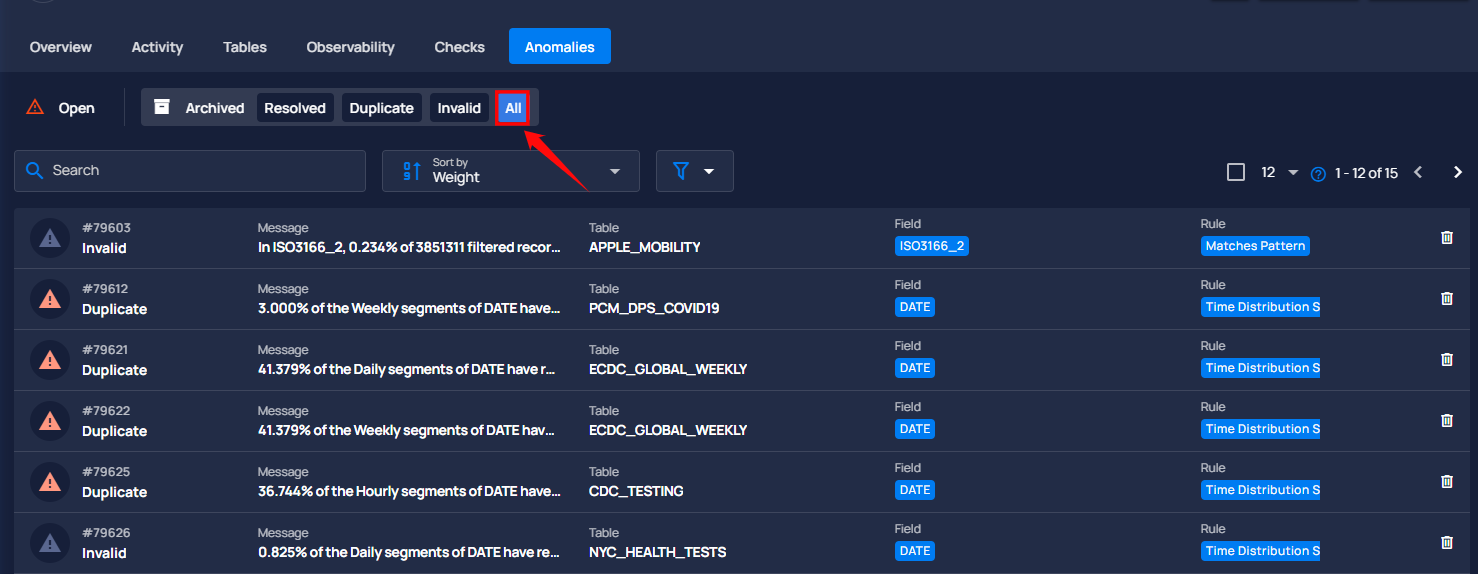 Overview Activity Tables Observability Checks Anomalies
Open Archived Resolved Duplicate Invalid All
Search Sort by
Weight 12 1 - 12 of 15
#79603 Message Table Field Rule
Invalid In ISO3166_2, 0.234% of 3851311 filtered recor... APPLE_MOBILITY ISO3166_2 Matches Pattern
#79612 Message Table Field Rule
Duplicate 3.000% of the Weekly segments of DATE have... PCM_DPS_COVID19 DATE Time Distribution S
#79621 Message Table Field Rule
Duplicate 41.379% of the Daily segments of DATE have r... ECDC_GLOBAL_WEEKLY DATE Time Distribution S
#79622 Message Table Field Rule
Duplicate 41.379% of the Weekly segments of DATE hav... ECDC_GLOBAL_WEEKLY DATE Time Distribution S
#79625 Message Table Field Rule
Duplicate 36.744% of the Hourly segments of DATE have... CDC_TESTING DATE Time Distribution S
#79626 Message Table Field Rule
Invalid 0.825% of the Daily segments of DATE have re... NYC_HEALTH_TESTS DATE Time Distribution S